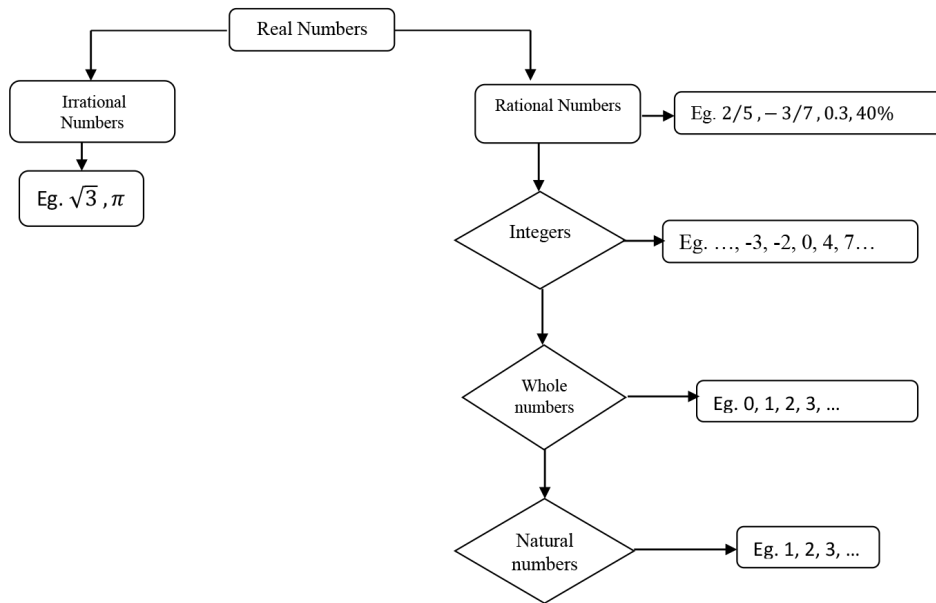 Real Numbers
Irrational
Numbers
Eg. √3 , π
Rational Numbers
Eg. 2/5 , − 3/7 , 0.3, 40%
Integers
Eg. …, -3, -2, 0, 4, 7…
Whole
numbers
Eg. 0, 1, 2, 3, …
Natural
numbers
Eg. 1, 2, 3, …